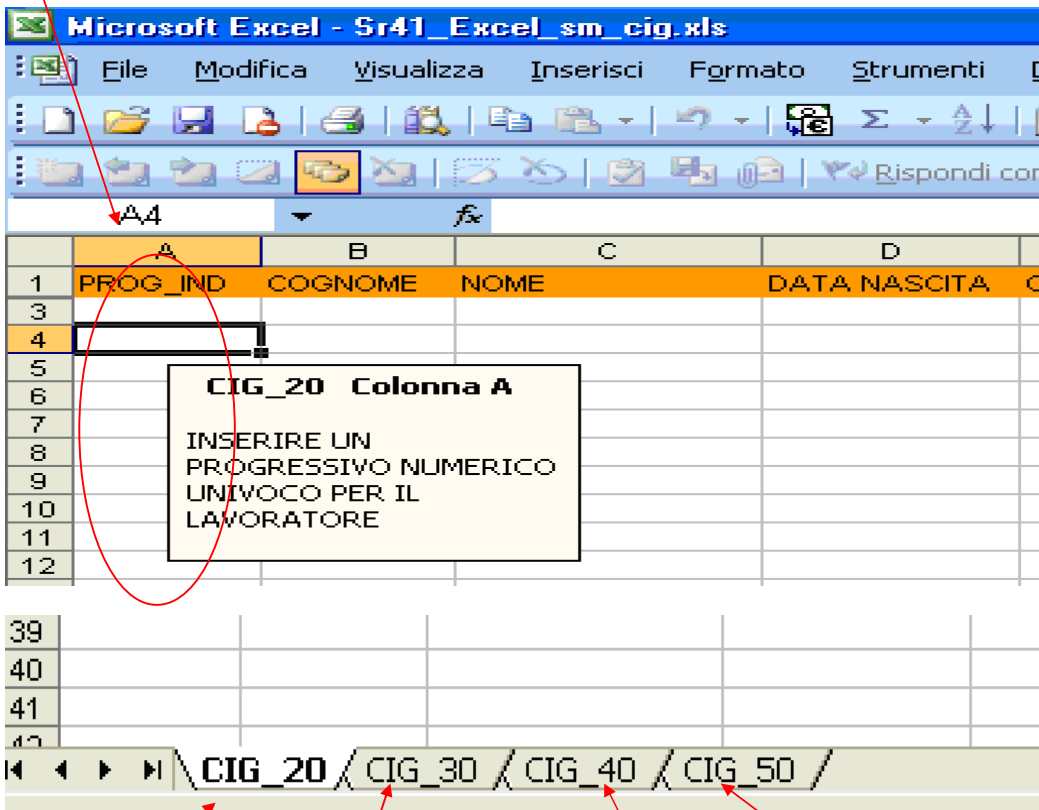 Microsoft Excel - Sr41_Excel_sm_cig.xls
File Modifica Visualizza Inserisci Formato Strumenti
Rispondi
A4 fx
A B C D
1 PROG_IND COGNOME NOME DATA NASCITA
3
4
5
6
7
8
9
10
11
12
CIG_20 Colonna A
INSERIRE UN
PROGRESSIVO NUMERICO
UNIVOCO PER IL
LAVORATORE
39
40
41
CIG_20 CIG_30 CIG_40 CIG_50